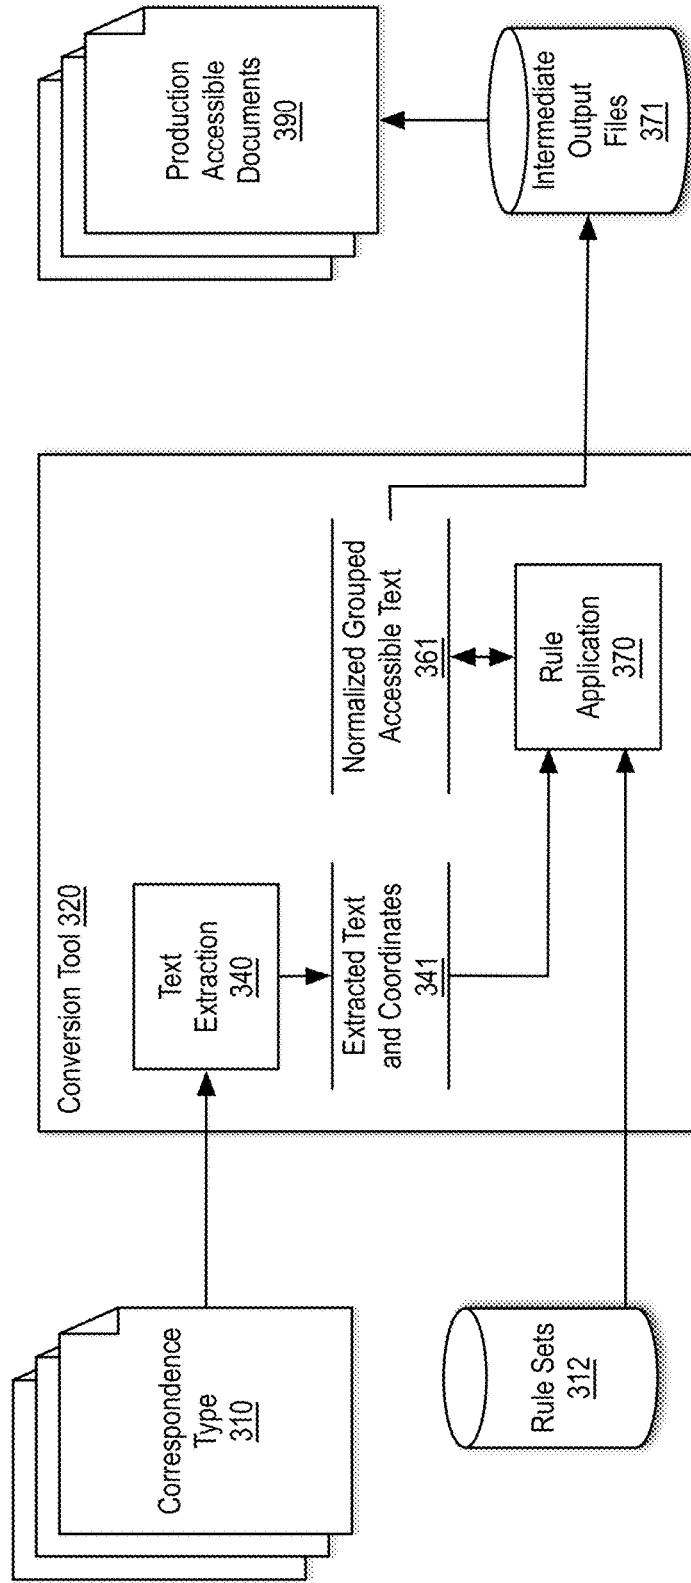 Correspondence
Type
310
Rule Sets
312
Conversion Tool 320
Text
Extraction
340
Extracted Text
and Coordinates
341
Normalized Grouped
Accessible Text
361
Rule
Application
370
Production
Accessible
Documents
390
Intermediate
Output
Files
371